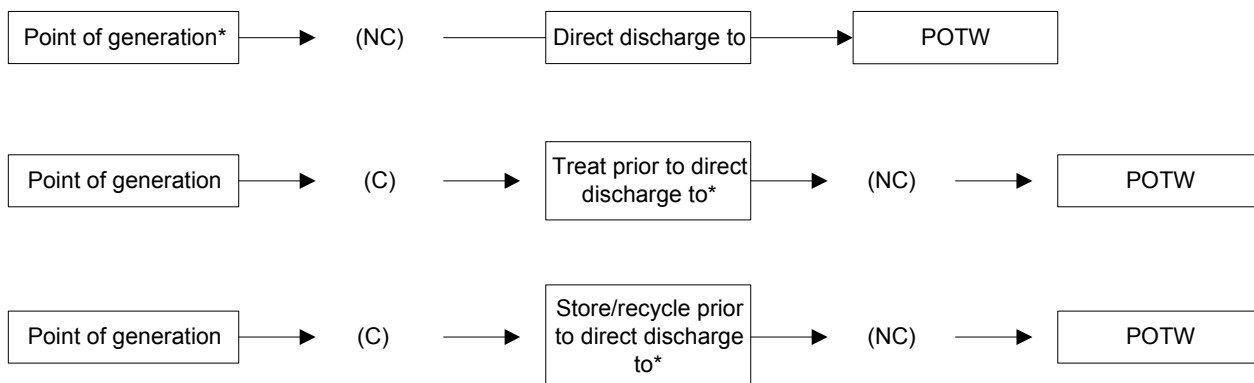 Point of generation* (NC) Direct discharge to POTW
Point of generation (C) Treat prior to direct
discharge to* (NC) POTW
Point of generation (C) Store/recycle prior
to direct discharge
to* (NC) POTW